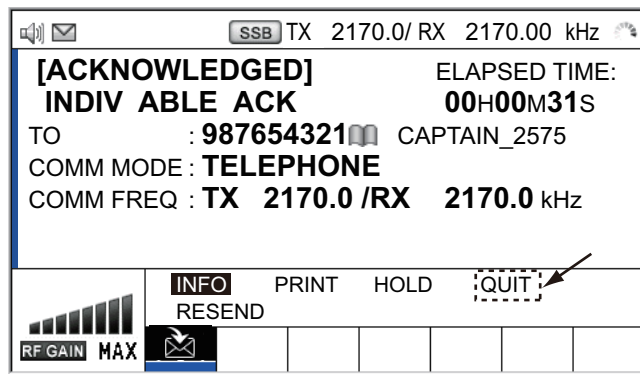 SSB TX 2170.0/ RX 2170.00 kHz
[ACKNOWLEDGED] ELAPSED TIME:
INDIV ABLE ACK 00H00M31S
TO : 987654321 CAPTAIN_2575
COMM MODE : TELEPHONE
COMM FREQ : TX 2170.0 /RX 2170.0 kHz
INFO PRINT HOLD QUIT
RESEND
RF GAIN MAX